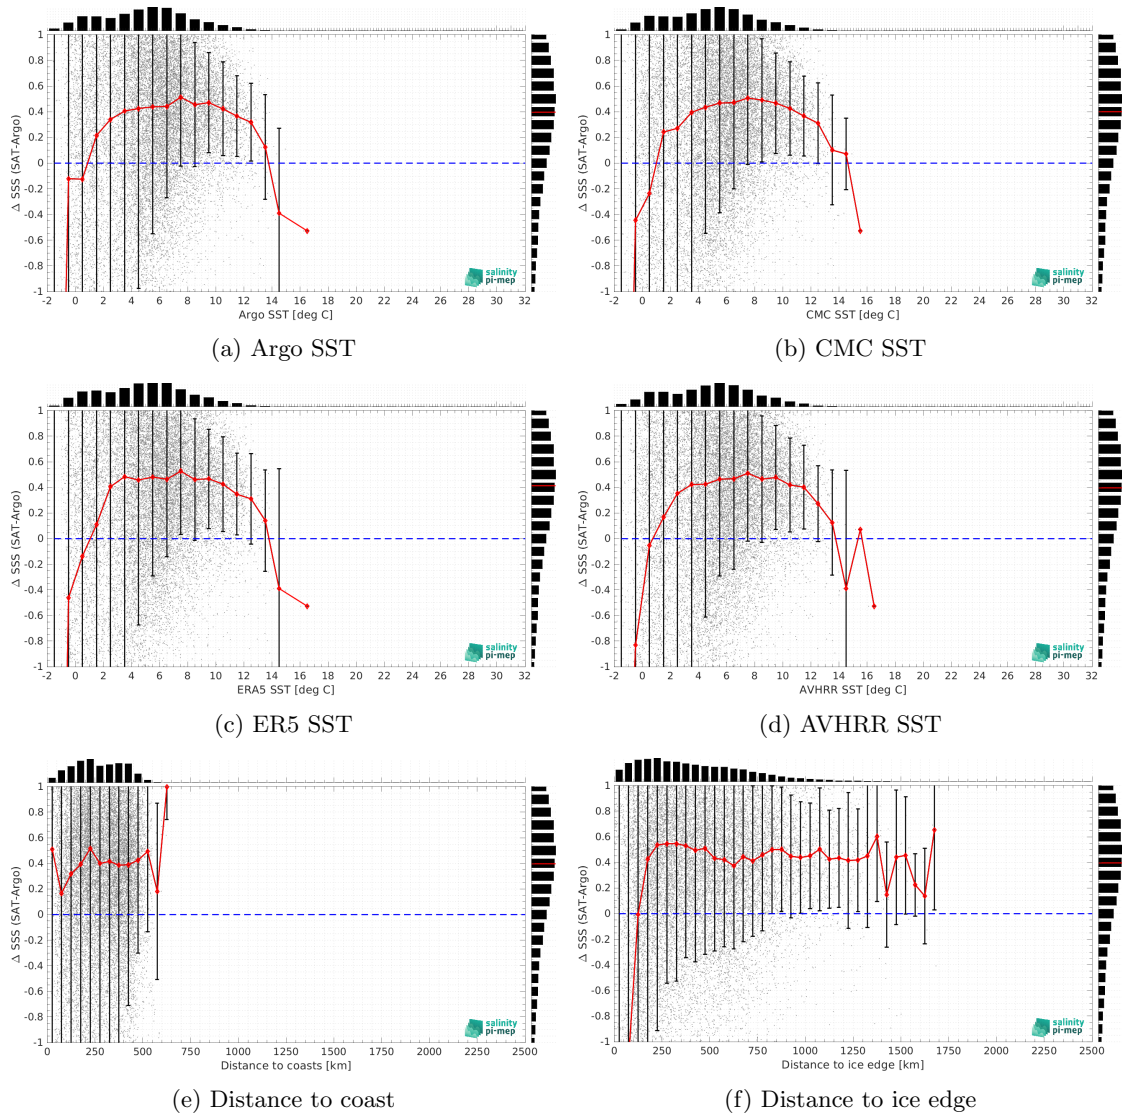 1
0.8
0.6
0.4
0.2
0
-0.2
-0.4
-0.6
-0.8
-1
Δ SSS (SAT-Argo)
-2 0 2 4 6 8 10 12 14 16 18 20 22 24 26 28 30 32
Argo SST [deg C]
salinity
pi-mep
(a) Argo SST
1
0.8
0.6
0.4
0.2
0
-0.2
-0.4
-0.6
-0.8
-1
Δ SSS (SAT-Argo)
-2 0 2 4 6 8 10 12 14 16 18 20 22 24 26 28 30 32
CMC SST [deg C]
salinity
pi-mep
(b) CMC SST
1
0.8
0.6
0.4
0.2
0
-0.2
-0.4
-0.6
-0.8
-1
Δ SSS (SAT-Argo)
-2 0 2 4 6 8 10 12 14 16 18 20 22 24 26 28 30 32
ERA5 SST [deg C]
salinity
pi-mep
(c) ER5 SST
1
0.8
0.6
0.4
0.2
0
-0.2
-0.4
-0.6
-0.8
-1
Δ SSS (SAT-Argo)
-2 0 2 4 6 8 10 12 14 16 18 20 22 24 26 28 30 32
AVHRR SST [deg C]
salinity
pi-mep
(d) AVHRR SST
1
0.8
0.6
0.4
0.2
0
-0.2
-0.4
-0.6
-0.8
-1
Δ SSS (SAT-Argo)
0 250 500 750 1000 1250 1500 1750 2000 2250 2500
Distance to coasts [km]
salinity
pi-mep
(e) Distance to coast
1
0.8
0.6
0.4
0.2
0
-0.2
-0.4
-0.6
-0.8
-1
Δ SSS (SAT-Argo)
0 250 500 750 1000 1250 1500 1750 2000 2250 2500
Distance to ice edge [km]
salinity
pi-mep
(f) Distance to ice edge